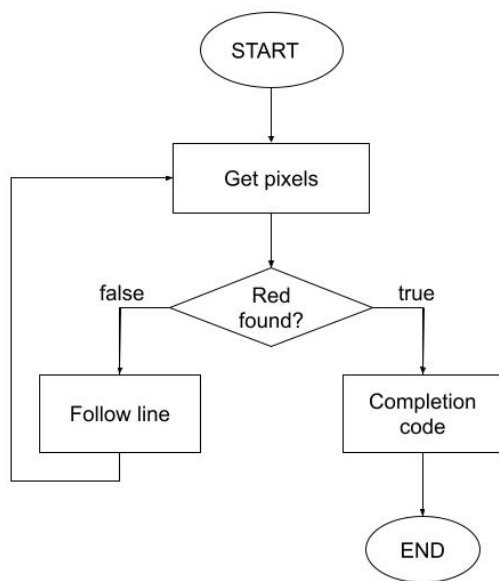 START
Get pixels
false
Red
found?
true
Follow line
Completion
code
END